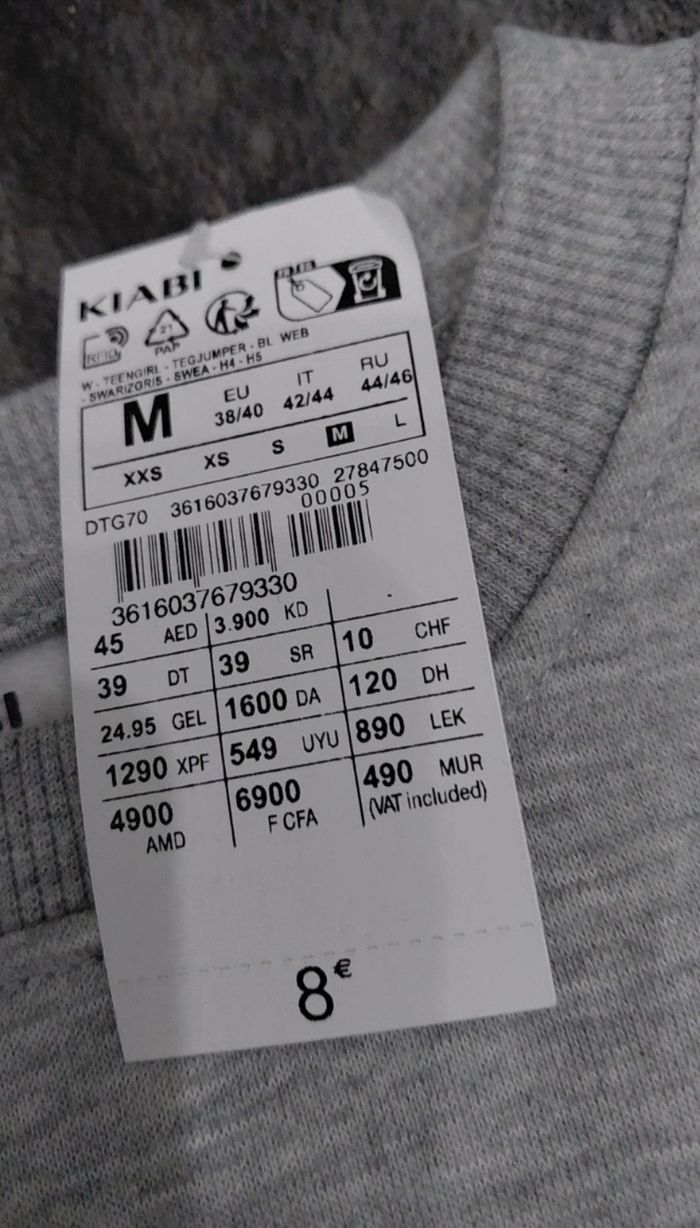 KIABI
RFID
21
PAP
W - TEENGIRL - TEGJUMPER - BL WEB
- SWARIZGRIS - SWEA - H4 - H5
M EU IT RU
38/40 42/44 44/46
XXS XS S M L
DTG70 3616037679330 27847500
00005
3616037679330
45 AED 3.900 KD -
39 DT 39 SR 10 CHF
24.95 GEL 1600 DA 120 DH
1290 XPF 549 UYU 890 LEK
4900 AMD 6900 F CFA 490 MUR
(VAT included)
8€